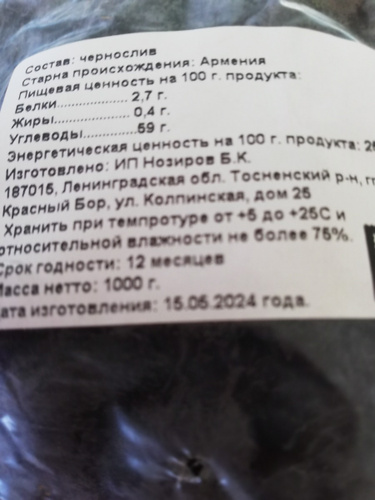 Состав: чернослив
Старна происхождения: Армения
Пищевая ценность на 100 г. продукта:
Белки................... 2,7 г.
Жиры.................... 0,4 г.
Углеводы.............59 г.
Энергетическая ценность на 100 г. продукта:
Изготовлено: ИП Нозиров Б.К.
187015, Ленинградская обл. Тосненский р-н,
Красный Бор, ул. Колпинская, дом 25
Хранить при темпротуре от +5 до +25С и
относительной влажности не более 75%.
Срок годности: 12 месяцев
Масса нетто: 1000 г.
Дата изготовления: 15.05.2024 года.